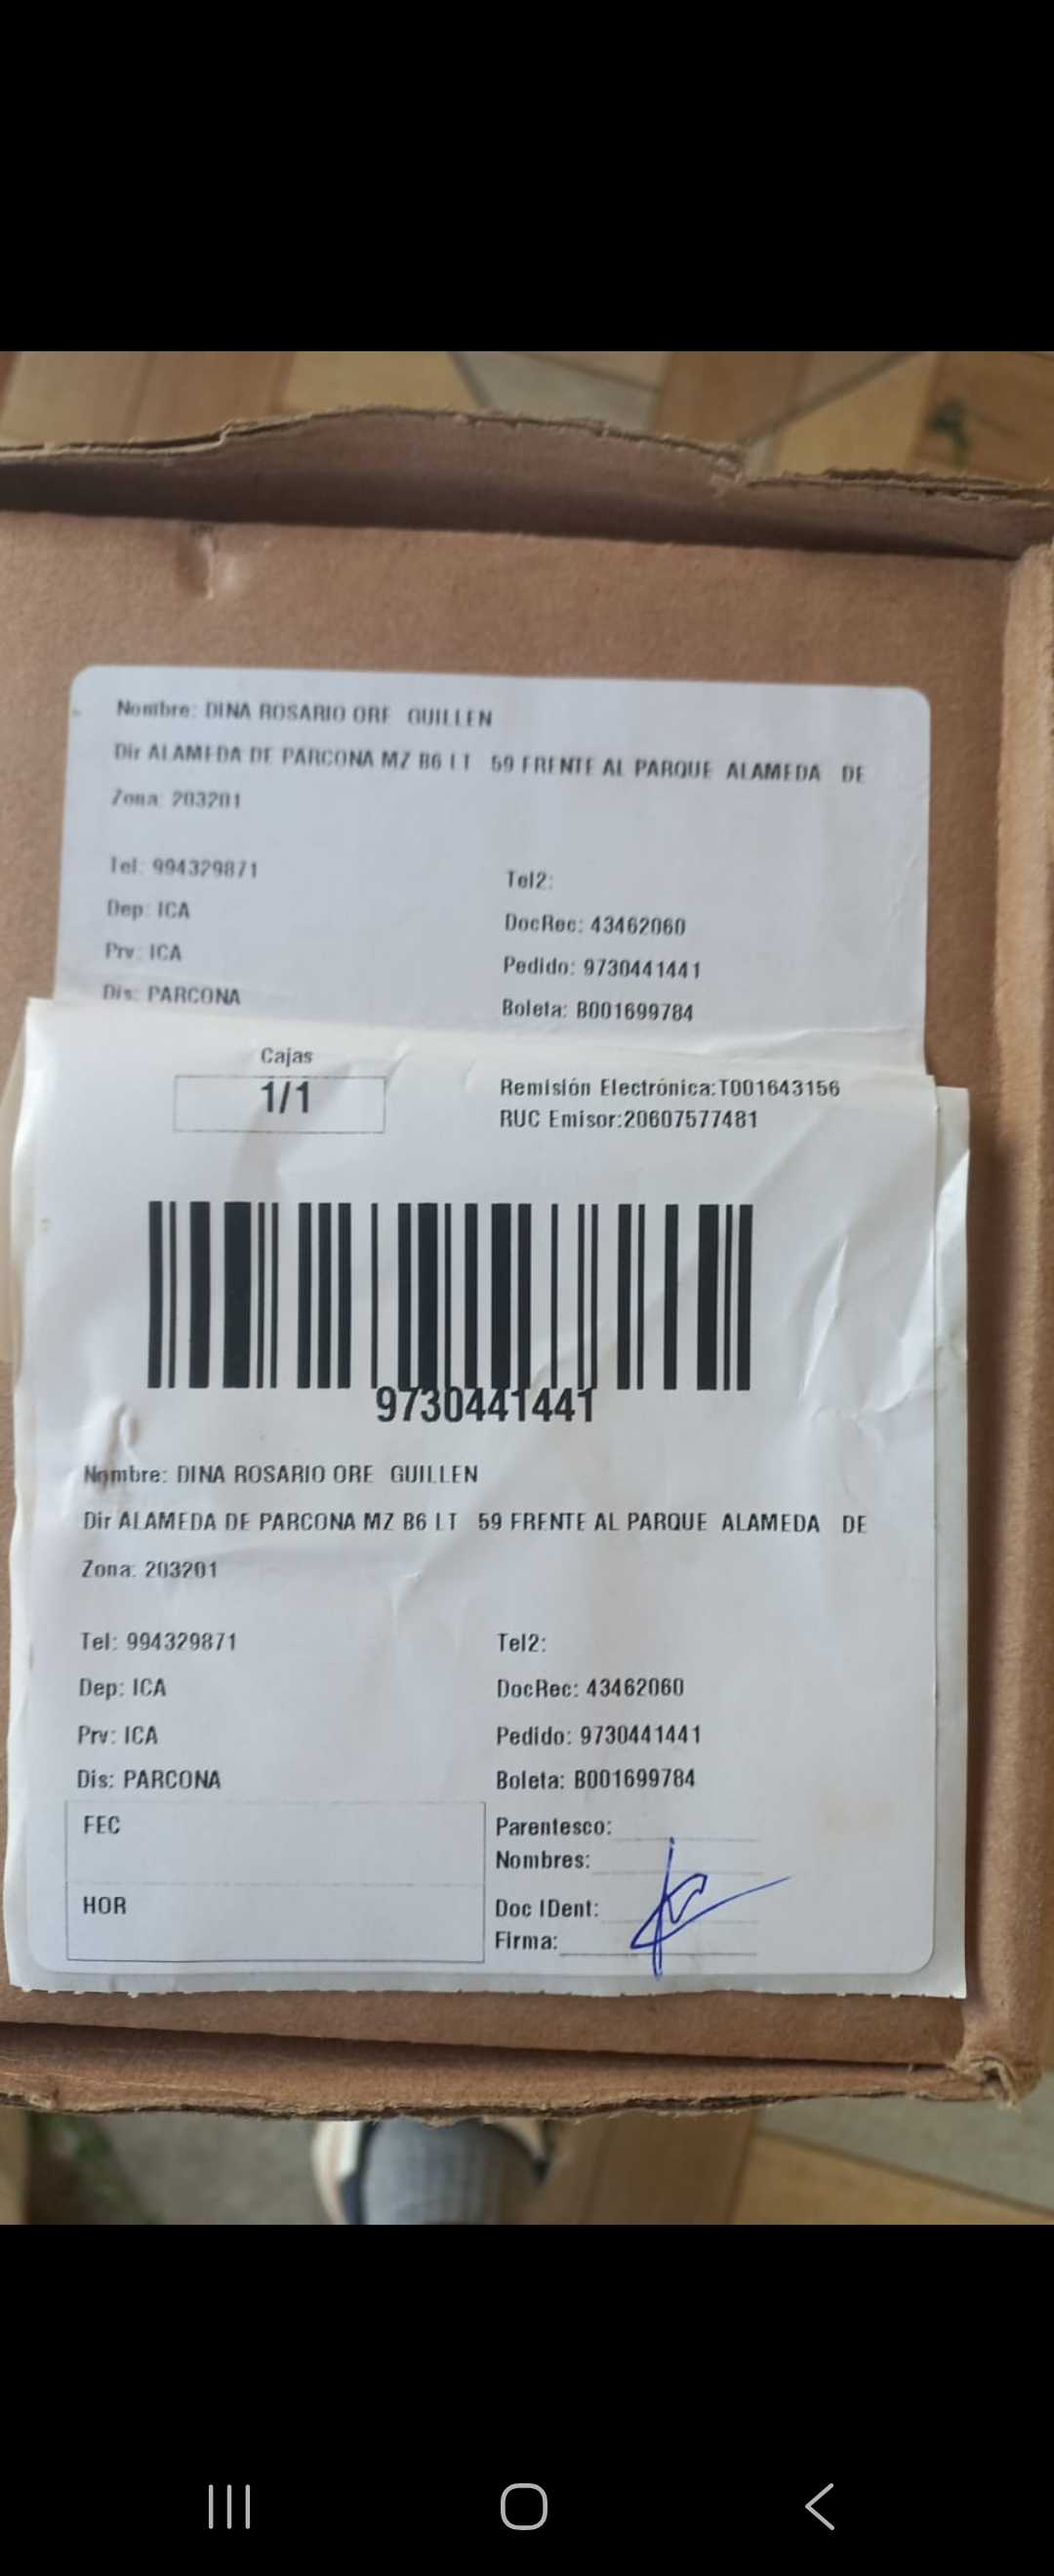 Nombre: DINA ROSARIO ORE GUILLEN
Dir ALAMEDA DE PARCONA MZ B6 LT 59 FRENTE AL PARQUE ALAMEDA DE
Zona: 203201
Tel: 994329871 Tel2:
Dep: ICA DocRec: 43462060
Prv: ICA Pedido: 9730441441
Dis: PARCONA Boleta: B001699784
Cajas
1/1
Remisión Electrónica:T001643156
RUC Emisor:20607577481
9730441441
Nombre: DINA ROSARIO ORE GUILLEN
Dir ALAMEDA DE PARCONA MZ B6 LT 59 FRENTE AL PARQUE ALAMEDA DE
Zona: 203201
Tel: 994329871 Tel2:
Dep: ICA DocRec: 43462060
Prv: ICA Pedido: 9730441441
Dis: PARCONA Boleta: B001699784
FEC Parentesco:
Nombres:
HOR Doc IDent:
Firma: